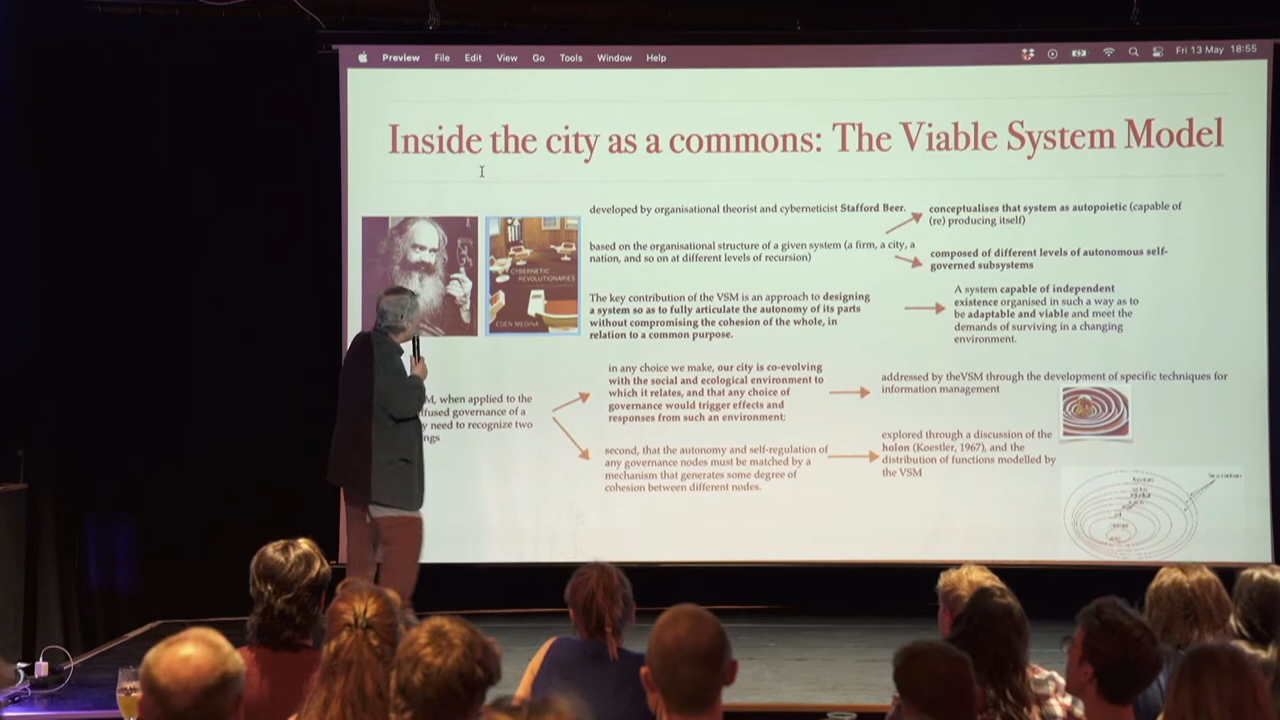 Preview File Edit View Go Tools Window Help
Fri 13 May 18:55
Inside the city as a commons: The Viable System Model
CYBERNETIC
REVOLUTIONARIES
EDEN MEDINA
developed by organisational theorist and cyberneticist Stafford Beer.
based on the organisational structure of a given system (a firm, a city, a
nation, and so on at different levels of recursion)
conceptualises that system as autopoietic (capable of
(re) producing itself)
composed of different levels of autonomous self-
governed subsystems
The key contribution of the VSM is an approach to designing
a system so as to fully articulate the autonomy of its parts
without compromising the cohesion of the whole, in
relation to a common purpose.
A system capable of independent
existence organised in such a way as to
be adaptable and viable and meet the
demands of surviving in a changing
environment.
M, when applied to the
fused governance of a
y need to recognize two
ngs
in any choice we make, our city is co-evolving
with the social and ecological environment to
which it relates, and that any choice of
governance would trigger effects and
responses from such an environment;
addressed by theVSM through the development of specific techniques for
information management
second, that the autonomy and self-regulation of
any governance nodes must be matched by a
mechanism that generates some degree of
cohesion between different nodes.
explored through a discussion of the
holon (Koestler, 1967), and the
distribution of functions modelled by
the VSM